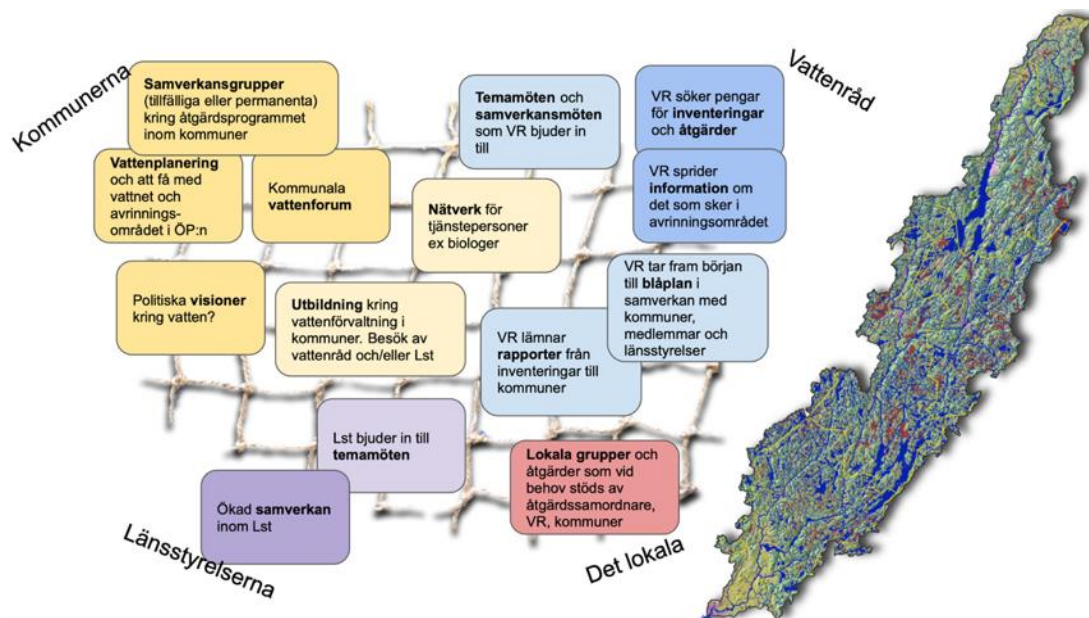 Kommunerna
Samverkansgrupper
(tillfälliga eller permanenta)
kring åtgärdsprogrammet
inom kommuner
Vattenplanering
och att få med
vattnet och
avrinnings-
området i ÖP:n
Kommunala
vattenforum
Politiska visioner
kring vatten?
Utbildning kring
vattenförvaltning i
kommuner. Besök av
vattenråd och/eller Lst
Nätverk för
tjänstepersoner
ex biologer
Temamöten och
samverkansmöten
som VR bjuder in
till
Vattenråd
VR söker pengar
för inventeringar
och åtgärder
VR sprider
information om
det som sker i
avrinningsområdet
VR tar fram början
till blåplan i
samverkan med
kommuner,
medlemmar och
länsstyrelser
VR lämnar
rapporter från
inventeringar till
kommuner
Lst bjuder in till
temamöten
Ökad samverkan
inom Lst
Länsstyrelserna
Lokala grupper och
åtgärder som vid
behov stöds av
åtgärdssamordnare,
VR, kommuner
Det lokala